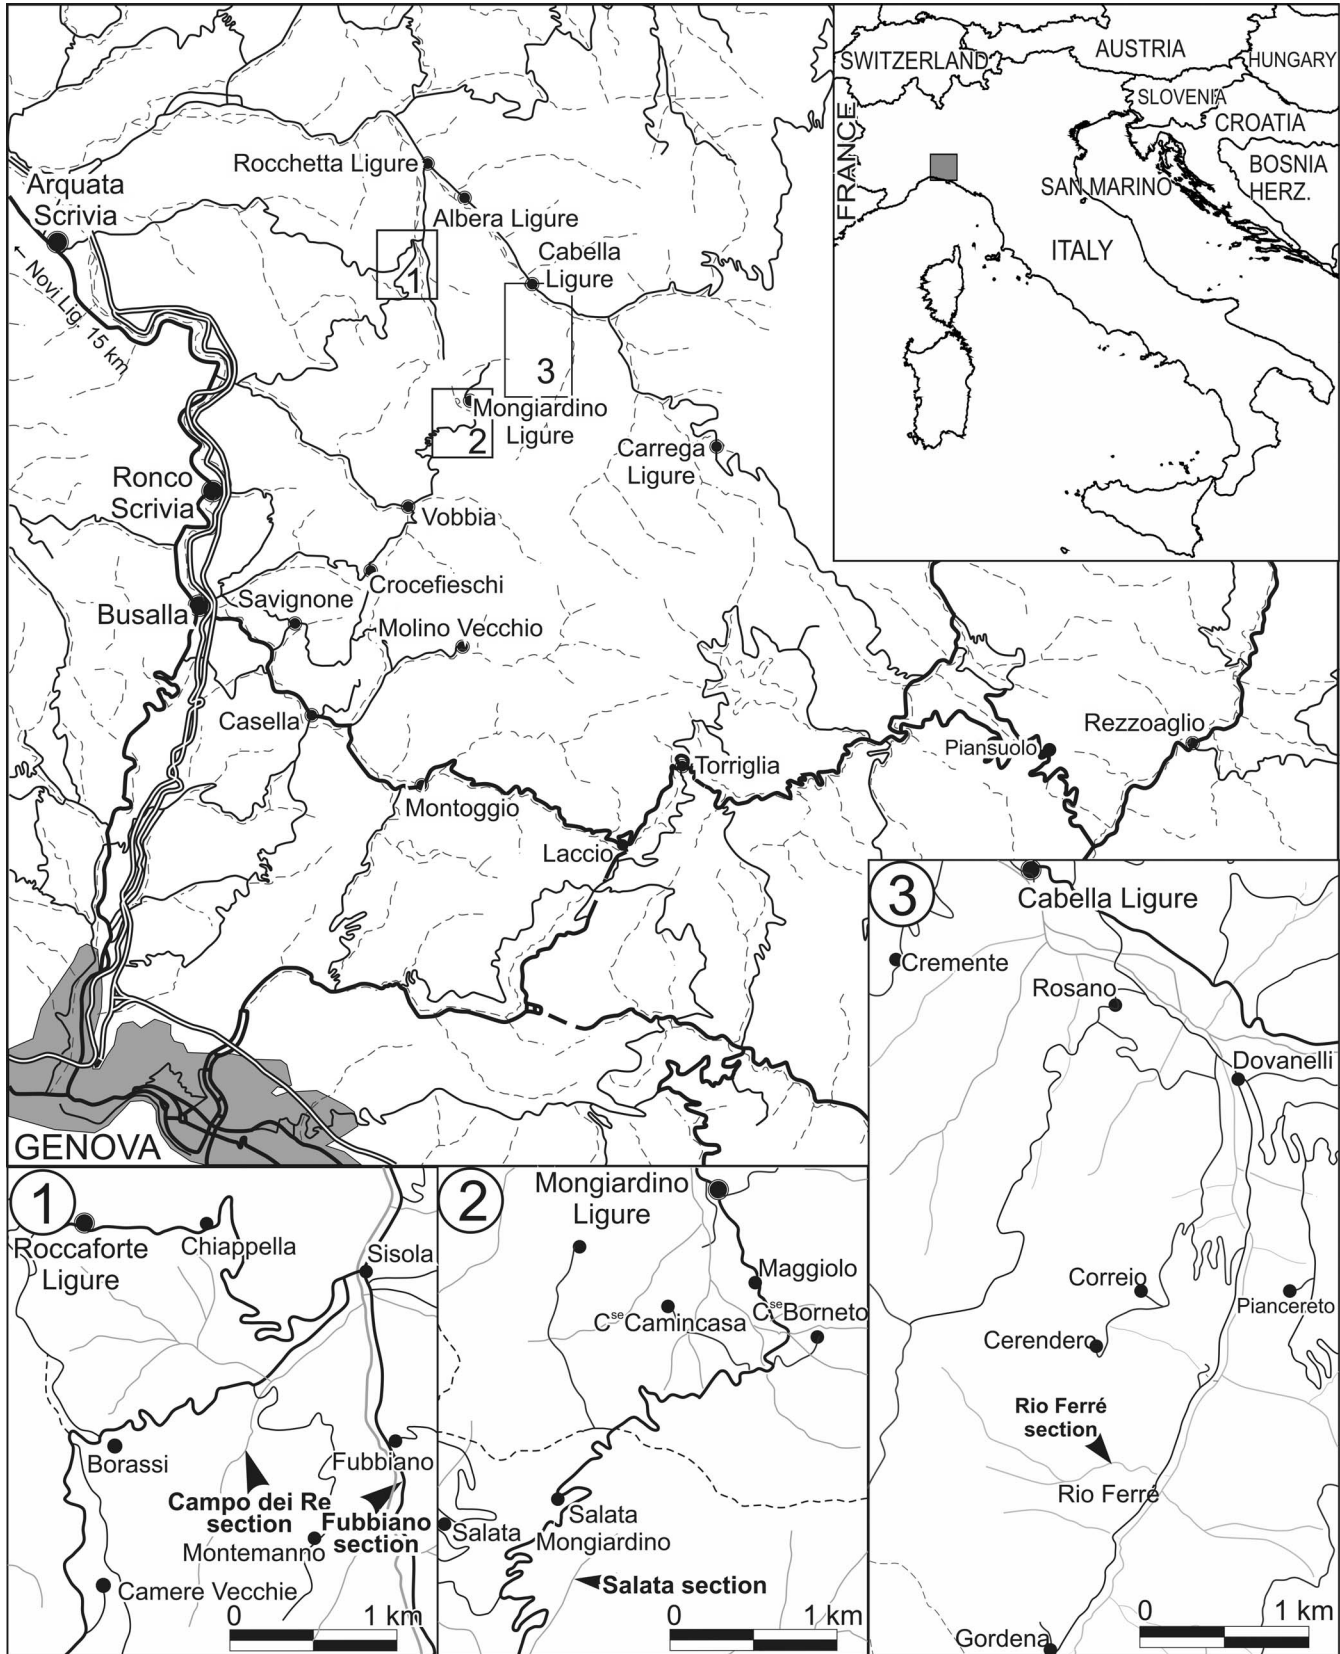 SWITZERLAND
AUSTRIA
HUNGARY
SLOVENIA
CROATIA
FRANCE
BOSNIA
HERZ.
SAN MARINO
ITALY
Rocchetta Ligure
Arquata
Scrivia
Albera Ligure
← Novi Lig. 15 km
1
Cabella
Ligure
3
Mongiardino
Ligure
2
Carrega
Ligure
Ronco
Scrivia
Vobbia
Crocefieschi
Savignone
Busalla
Molino Vecchio
Casella
Rezzoaglio
Piansuolo
Torriglia
Montoggio
Laccio
GENOVA
1
Roccaforte
Ligure
Chiappella
Sisola
Borassi
Fubbiano
Campo dei Re
section
Fubbiano
section
Montemanno
Camere Vecchie
0 1 km
2
Mongiardino
Ligure
Maggiolo
Cse Camincasa
Cse Borneto
Salata
Salata
Mongiardino
Salata section
0 1 km
3
Cabella Ligure
Cremente
Rosano
Dovanelli
Correio
Piancereto
Cerendero
Rio Ferré
section
Rio Ferré
Gordena
0 1 km